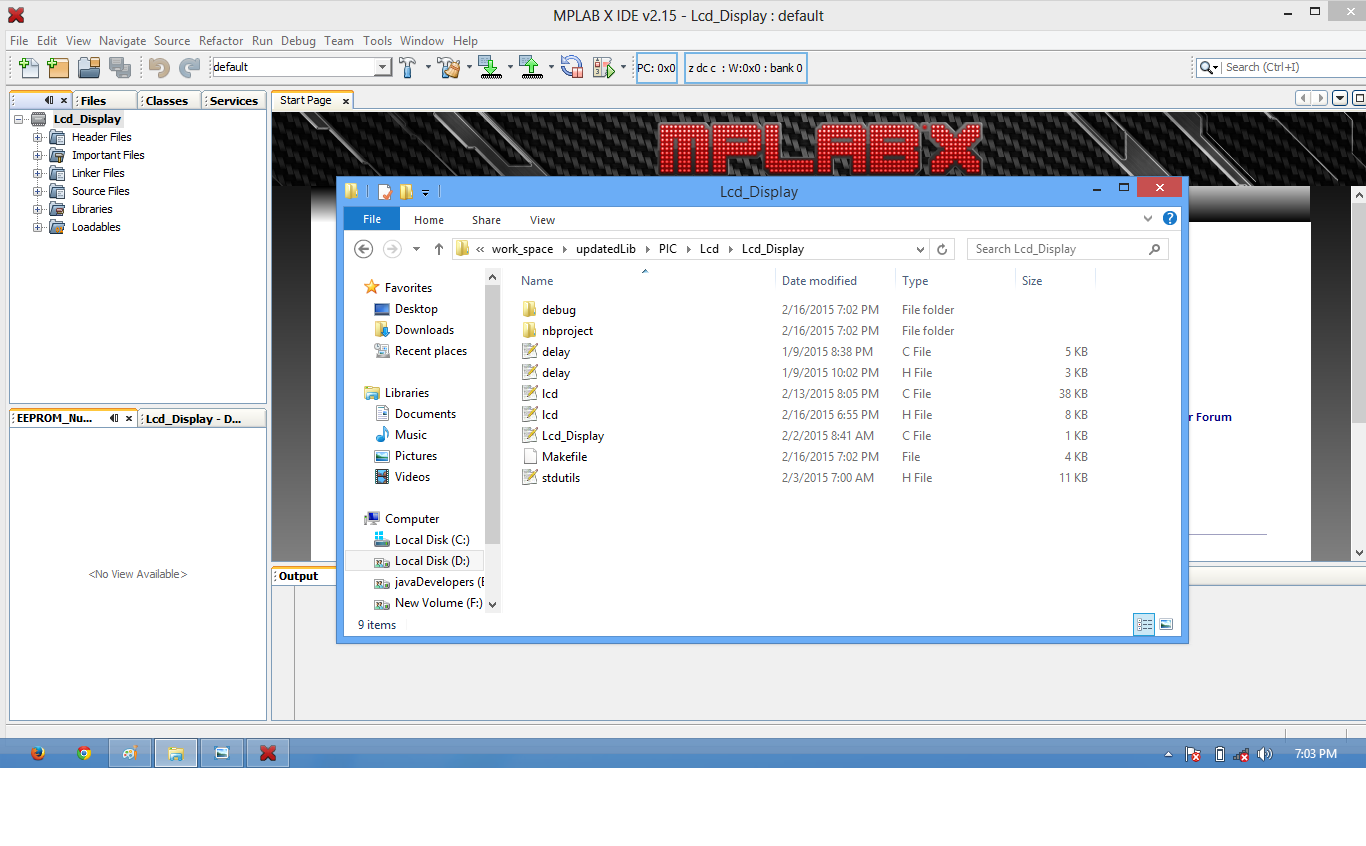 MPLAB X IDE v2.15 - Lcd_Display : default
File Edit View Navigate Source Refactor Run Debug Team Tools Window Help
default
PC: 0x0
z dc c : W:0x0 : bank 0
Search (Ctrl+I)
Files
Classes
Services
Start Page
Lcd_Display
Header Files
Important Files
Linker Files
Source Files
Libraries
Loadables
MPLAB X
EEPROM_Nu...
Lcd_Display - D...
<No View Available>
r Forum
Output
Lcd_Display
File Home Share View
« work_space updatedLib PIC Lcd Lcd_Display
Search Lcd_Display
Favorites
Desktop
Downloads
Recent places
Libraries
Documents
Music
Pictures
Videos
Computer
Local Disk (C:)
Local Disk (D:)
javaDevelopers (E
New Volume (F:)
Name Date modified Type Size
debug 2/16/2015 7:02 PM File folder
nbproject 2/16/2015 7:02 PM File folder
delay 1/9/2015 8:38 PM C File 5 KB
delay 1/9/2015 10:02 PM H File 3 KB
lcd 2/13/2015 8:05 PM C File 38 KB
lcd 2/16/2015 6:55 PM H File 8 KB
Lcd_Display 2/2/2015 8:41 AM C File 1 KB
Makefile 2/16/2015 7:02 PM File 4 KB
stdutils 2/3/2015 7:00 AM H File 11 KB
9 items
7:03 PM